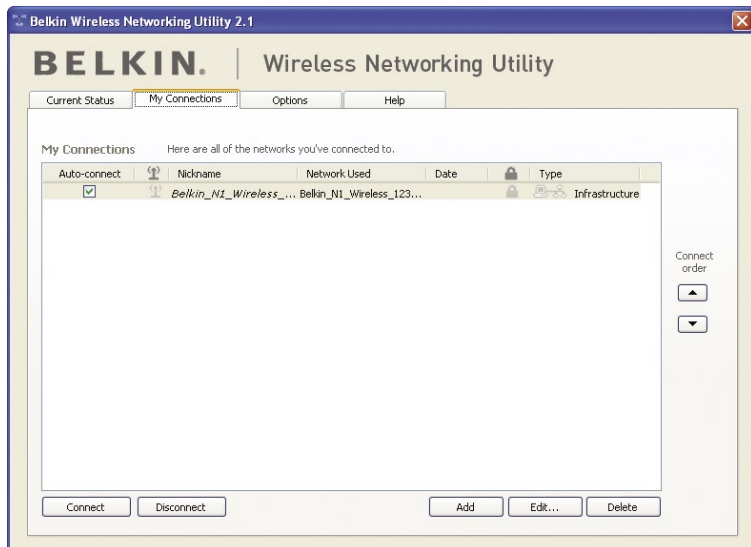 Belkin Wireless Networking Utility 2.1
BELKIN. | Wireless Networking Utility
Current Status My Connections Options Help
My Connections Here are all of the networks you've connected to.
Auto-connect Nickname Network Used Date Type
Belkin_N1_Wireless_... Belkin_N1_Wireless_123... Infrastructure
Connect
order
Connect Disconnect Add Edit... Delete